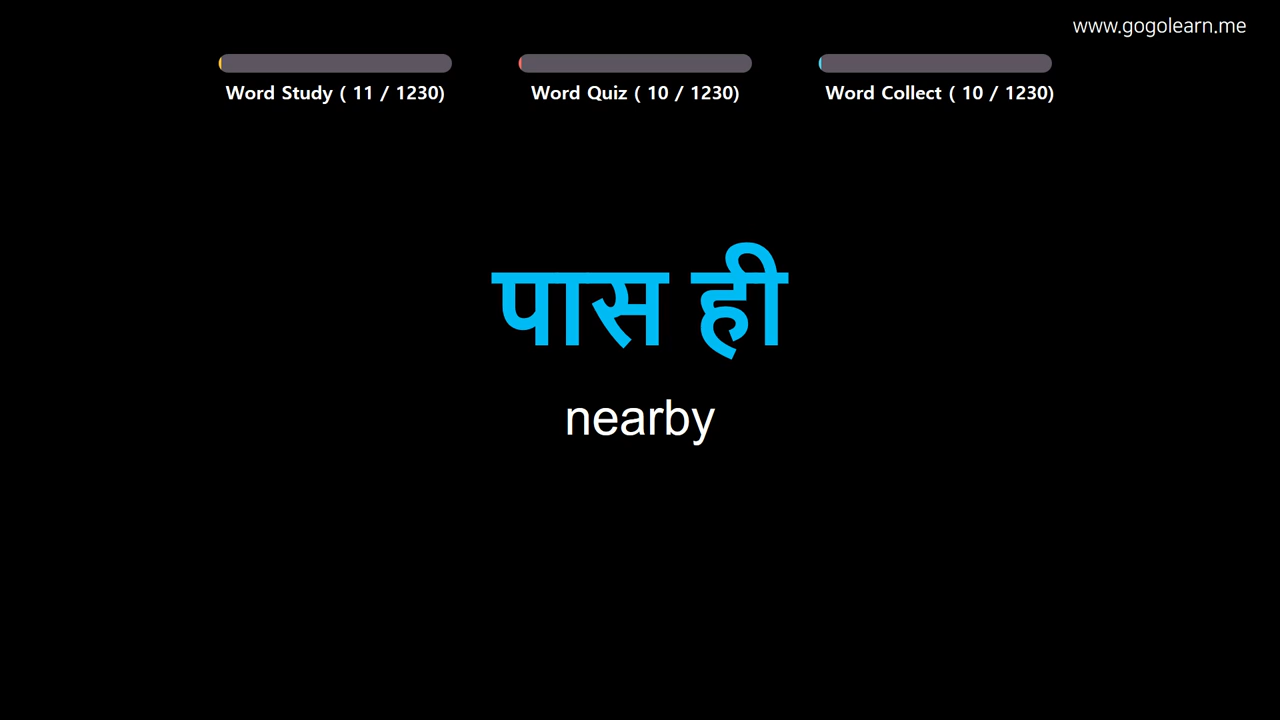 www.gogolearn.me
Word Study ( 11 / 1230)
Word Quiz ( 10 / 1230)
Word Collect ( 10 / 1230)
पास ही
nearby